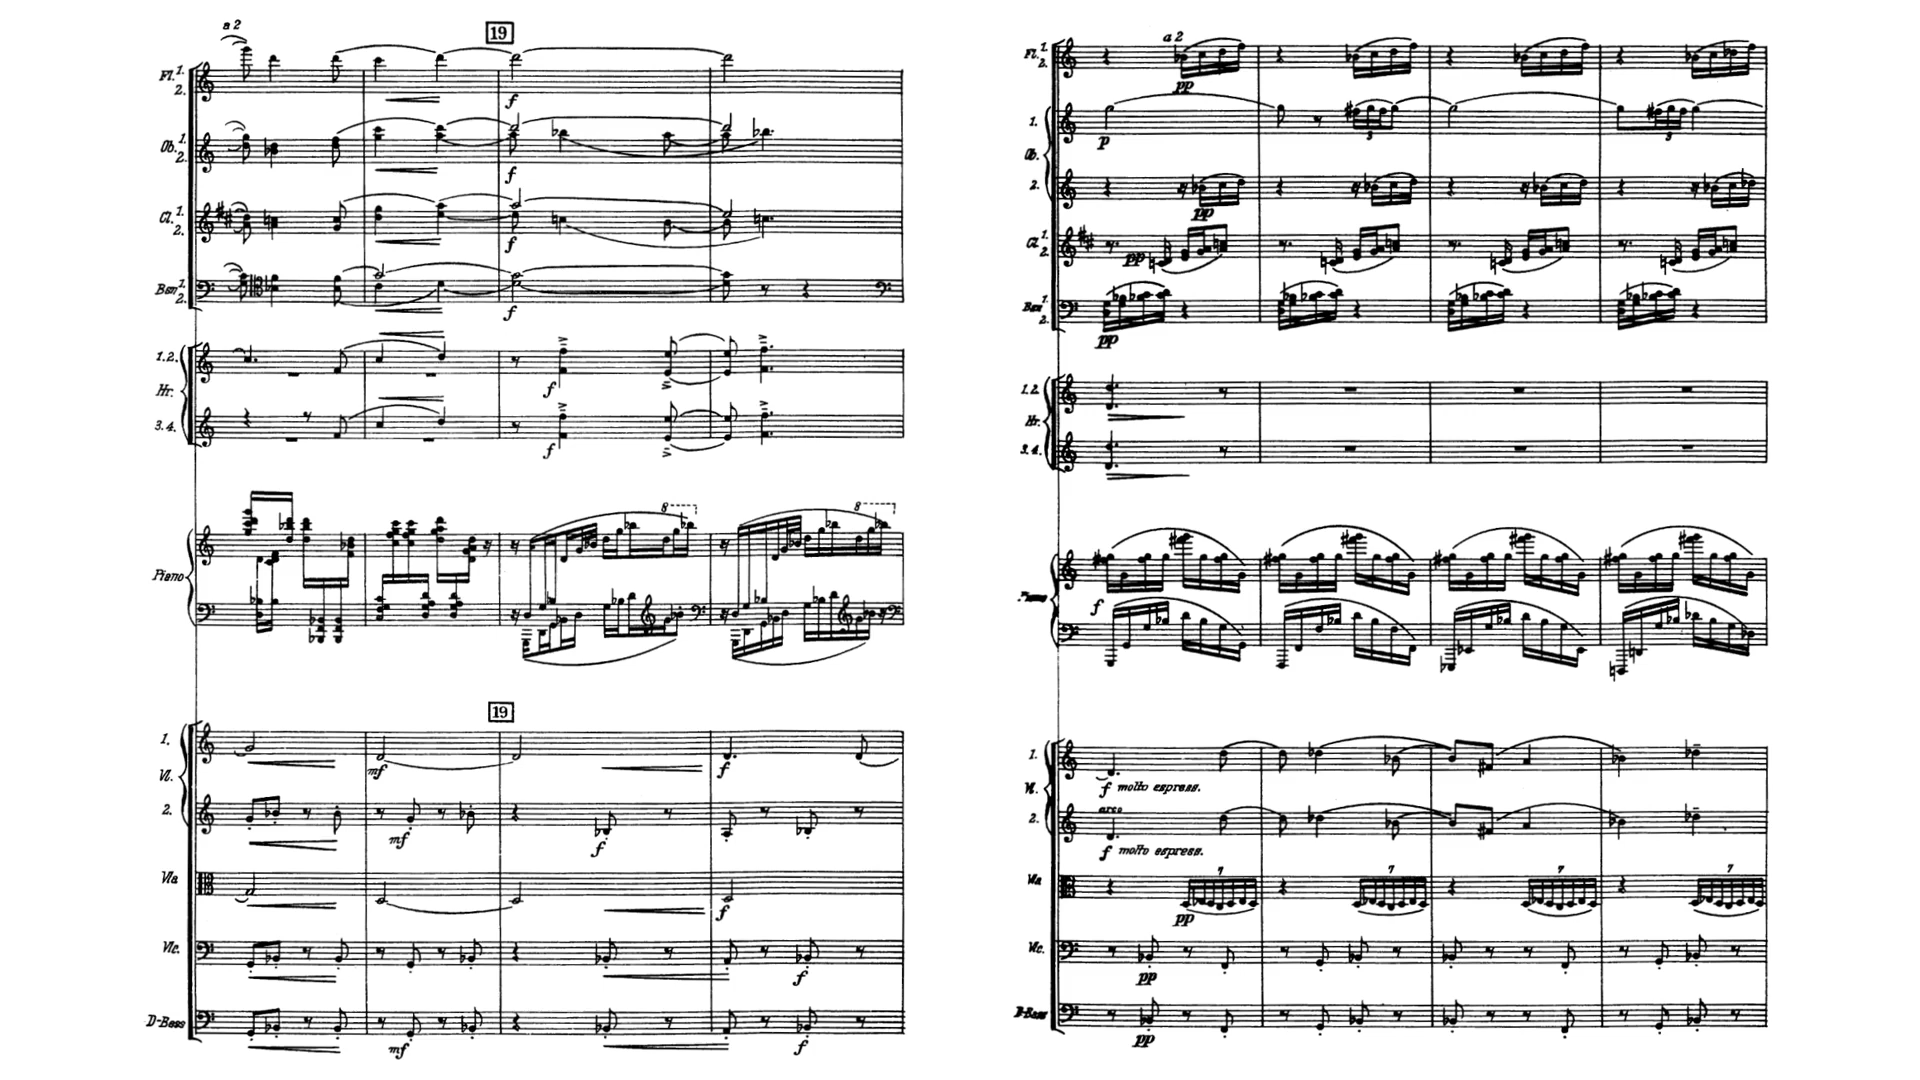 a 2
19
Fl. 1. 2.
f
Ob. 1. 2.
f
Cl. 1. 2.
f
Bsn 1. 2.
f
1.2.
f
Hr.
3.4.
f
8
8
Piano
19
1.
mf
f
Vl.
2.
mf
f
Vla
f
Vlc.
f
D-Bass
mf
f
a 2
Fl. 1. 2.
pp
1.
p
3
3
Ob.
2.
pp
Cl. 1. 2.
pp
Bsn 1. 2.
pp
1.2.
Hr.
3.4.
Piano
f
1.
f molto espress.
Vl.
arco
2.
f molto espress.
7
7
7
7
Vla
pp
Vlc.
pp
D-Bass
pp